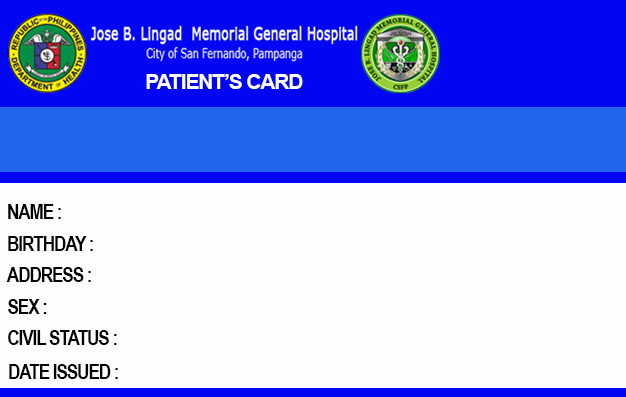 Jose B. Lingad Memorial General Hospital
City of San Fernando, Pampanga
PATIENT'S CARD
REPUBLIC OF THE PHILIPPINES
DEPARTMENT OF HEALTH
JOSE B. LINGAD MEMORIAL GENERAL HOSPITAL
CSFP
NAME :
BIRTHDAY :
ADDRESS :
SEX :
CIVIL STATUS :
DATE ISSUED :